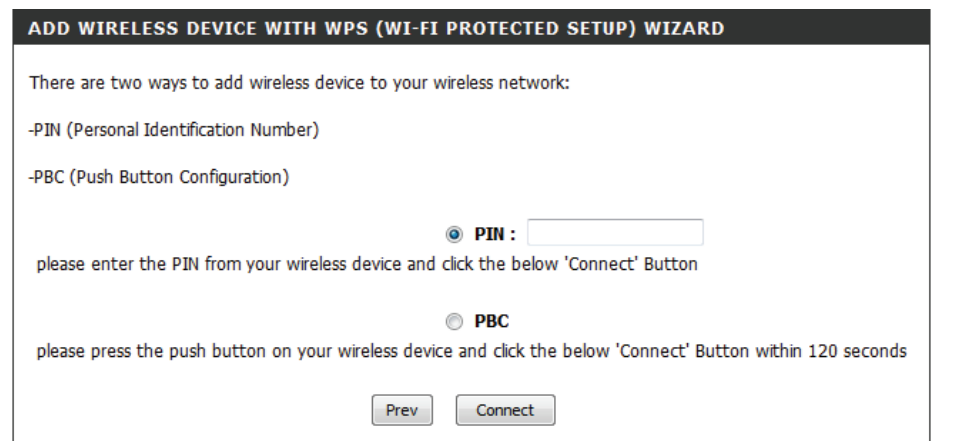 ADD WIRELESS DEVICE WITH WPS (WI-FI PROTECTED SETUP) WIZARD
There are two ways to add wireless device to your wireless network:
-PIN (Personal Identification Number)
-PBC (Push Button Configuration)
PIN :
please enter the PIN from your wireless device and click the below 'Connect' Button
PBC
please press the push button on your wireless device and click the below 'Connect' Button within 120 seconds
Prev Connect